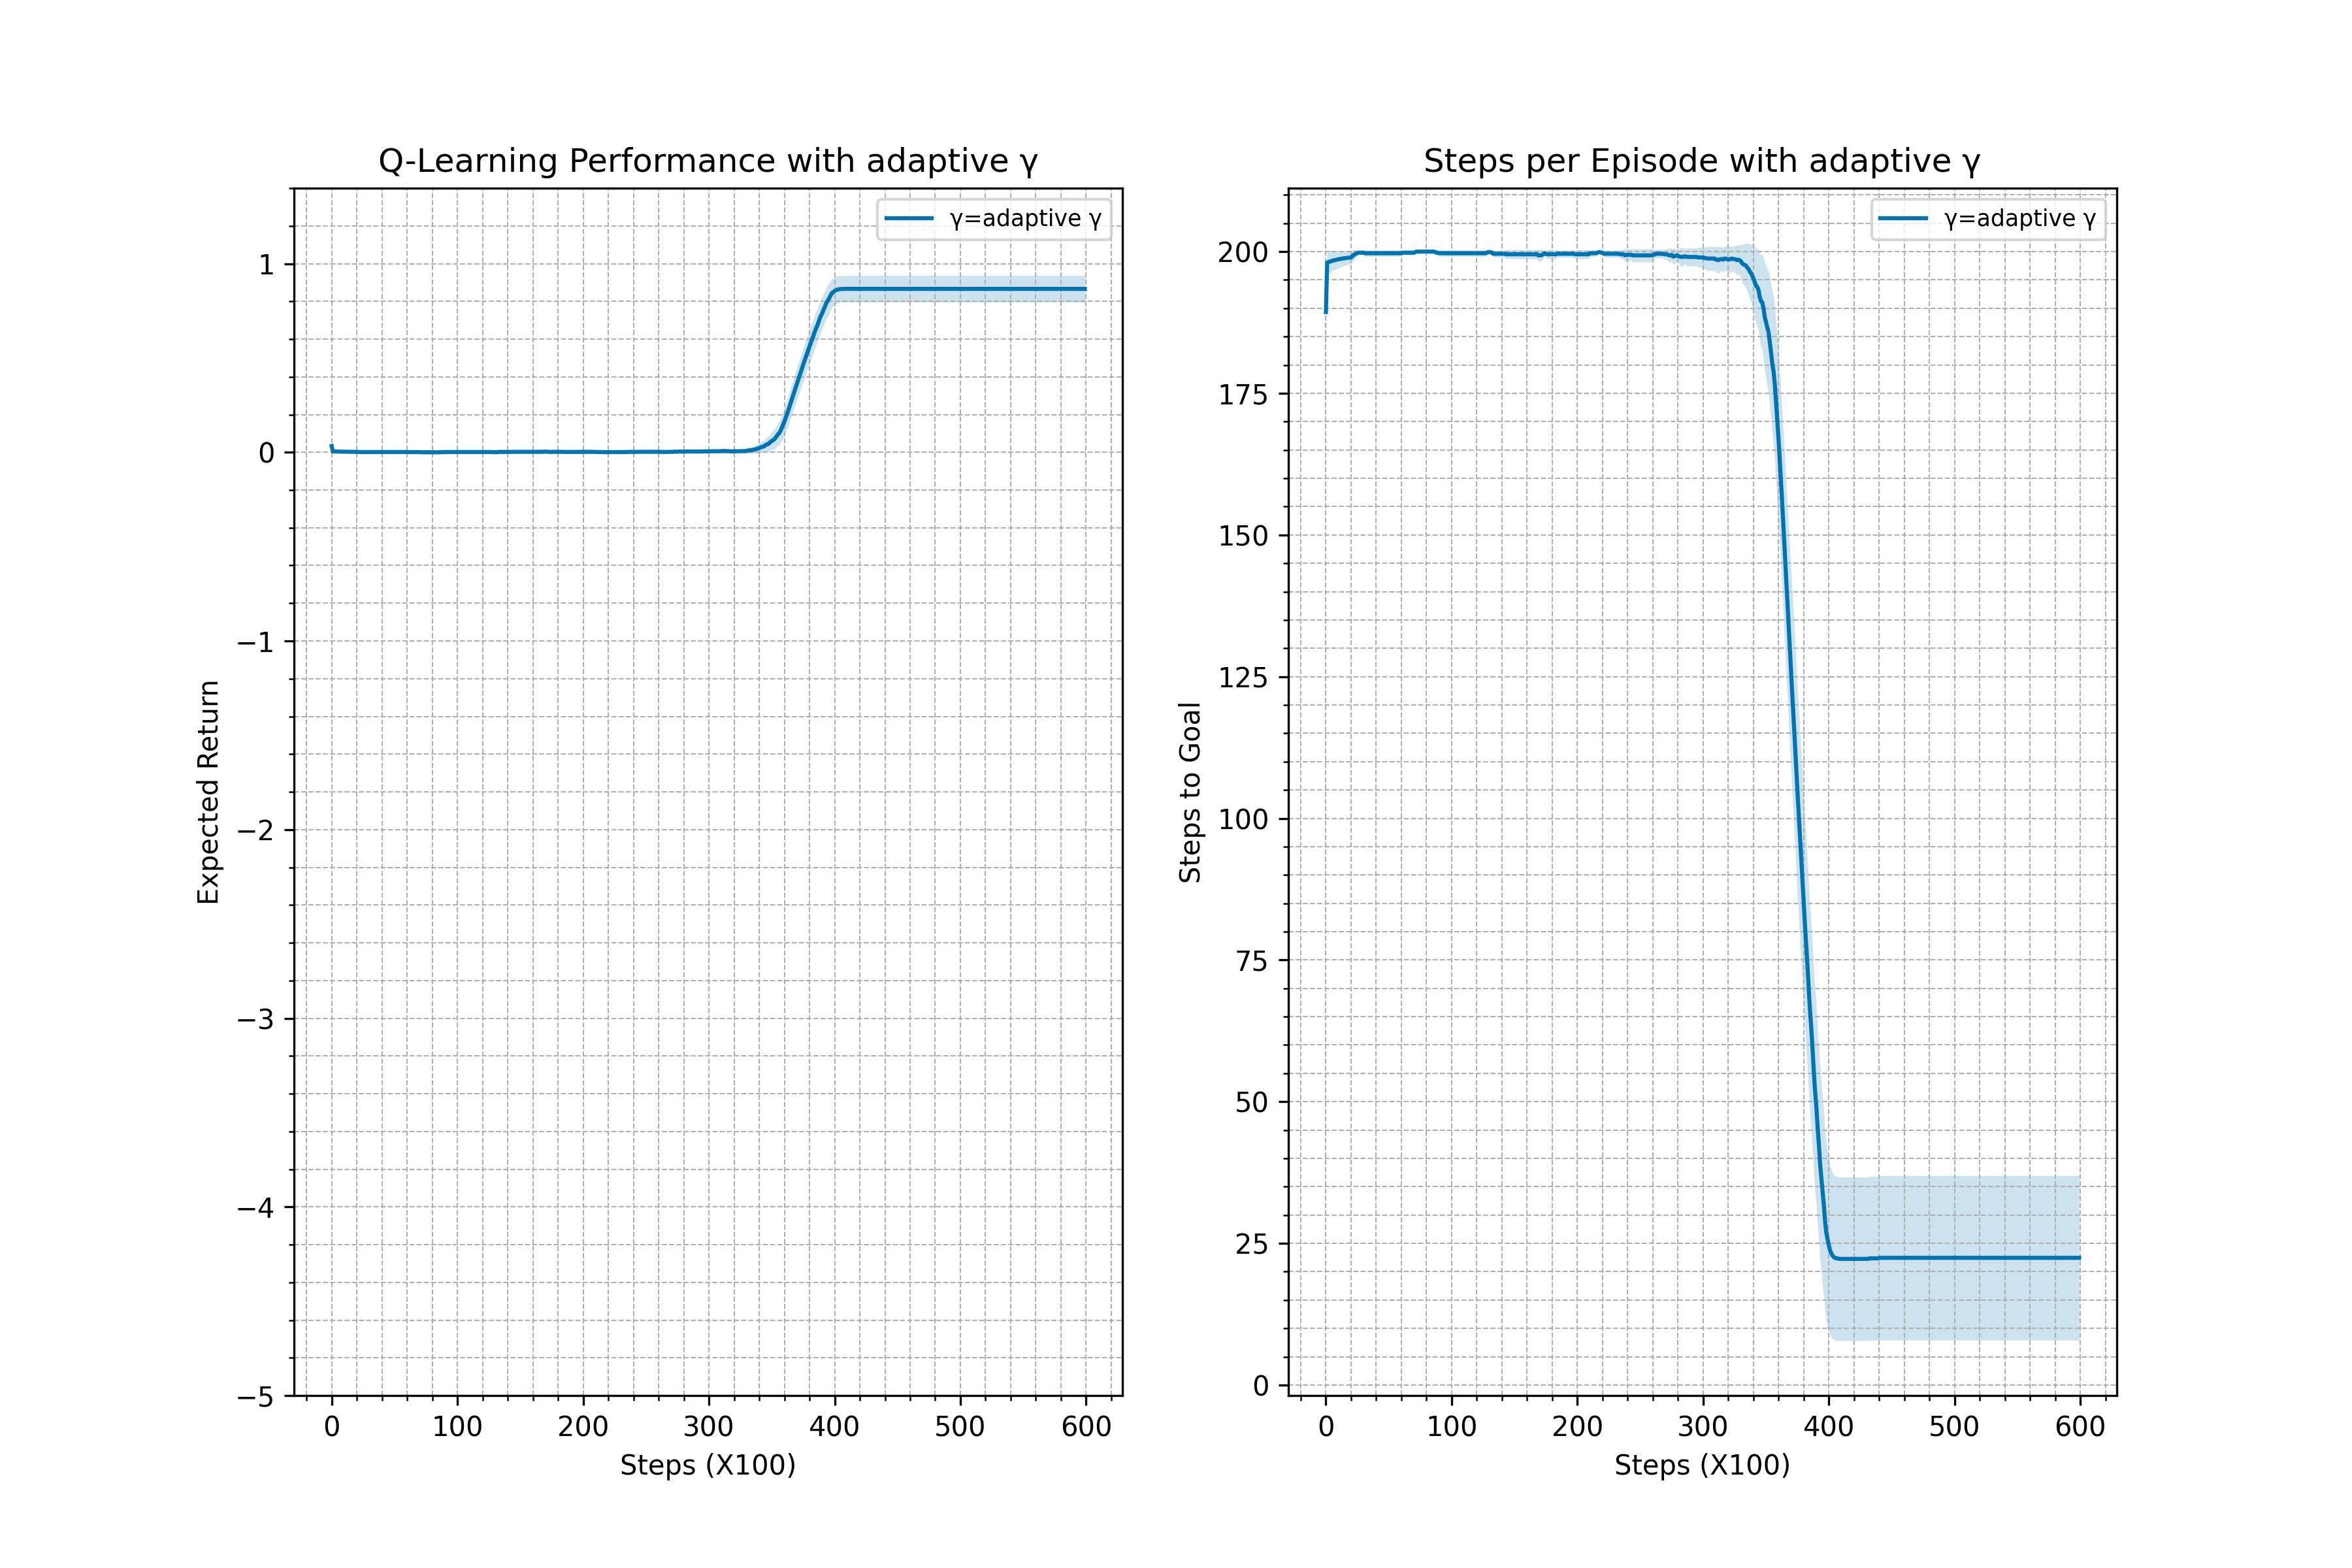 Q-Learning Performance with adaptive γ
γ=adaptive γ
1
0
−1
−2
−3
−4
−5
Expected Return
0 100 200 300 400 500 600
Steps (X100)
Steps per Episode with adaptive γ
γ=adaptive γ
200
175
150
125
100
75
50
25
0
Steps to Goal
0 100 200 300 400 500 600
Steps (X100)